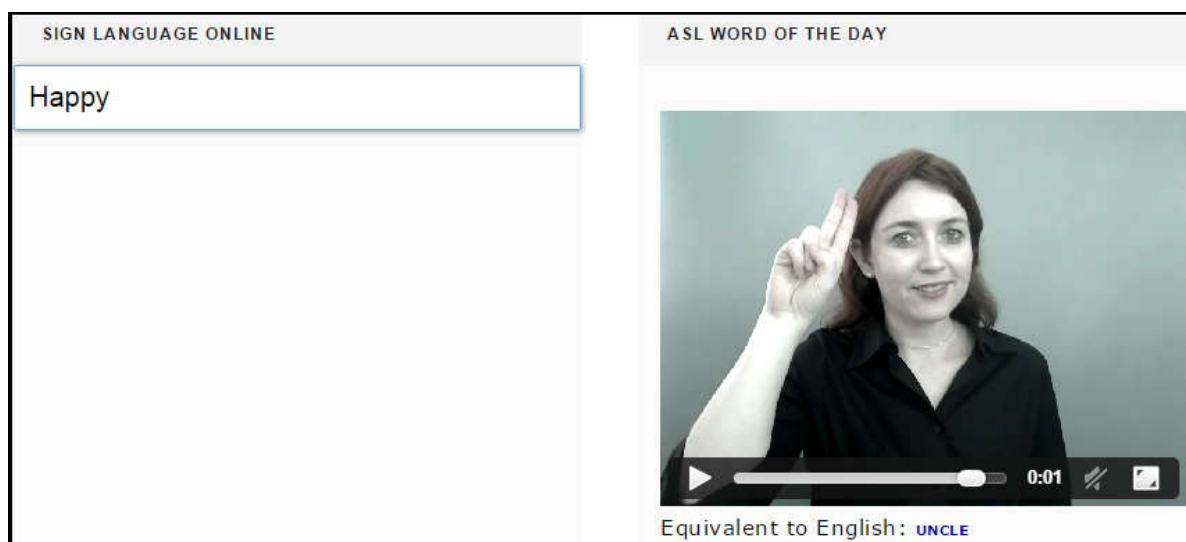 SIGN LANGUAGE ONLINE
Happy
ASL WORD OF THE DAY
0:01
Equivalent to English: UNCLE